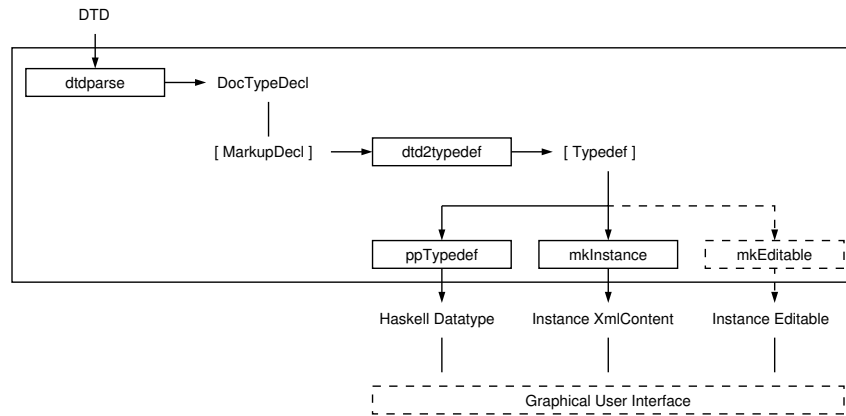 DTD
dtdparse
DocTypeDecl
[ MarkupDecl ]
dtd2typedef
[ Typedef ]
ppTypedef
mkInstance
mkEditable
Haskell Datatype
Instance XmlContent
Instance Editable
Graphical User Interface